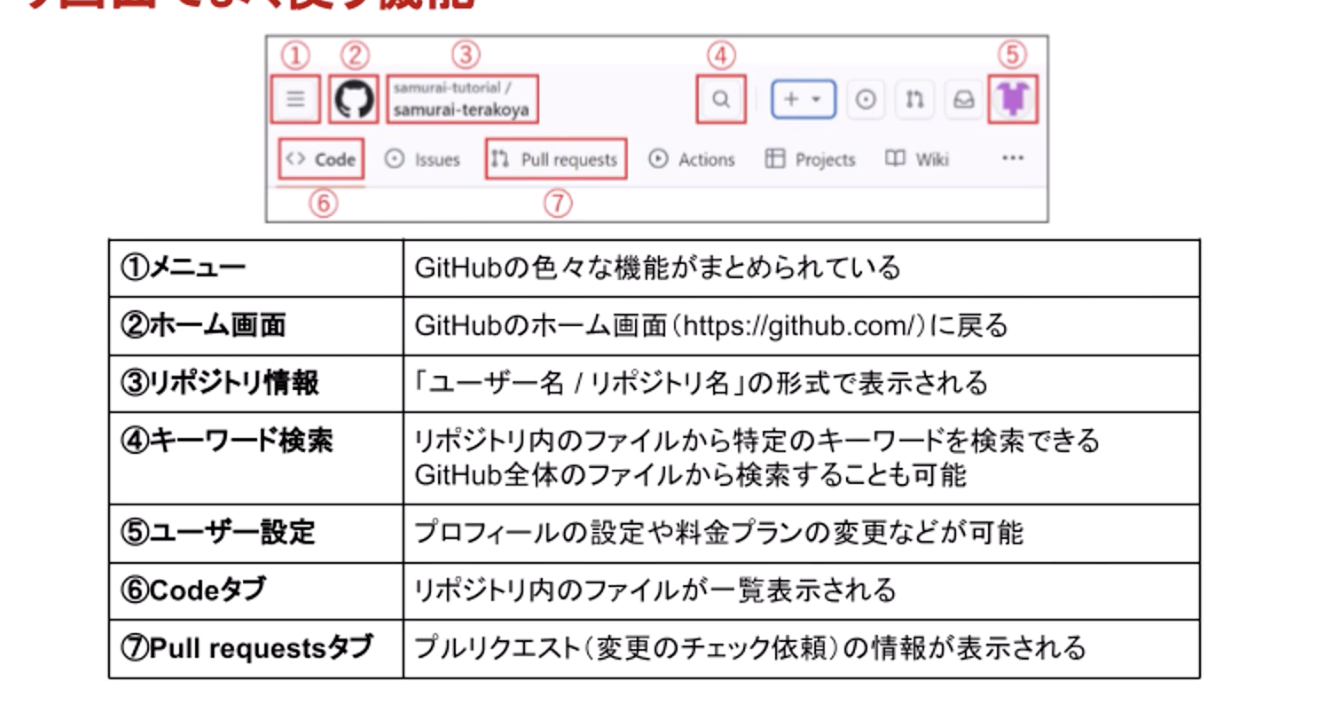 画面でよく使う機能
① ② ③ ④ ⑤
samurai-tutorial /
samurai-terakoya
Code Issues Pull requests Actions Projects Wiki
⑥ ⑦
①メニュー GitHubの色々な機能がまとめられている
②ホーム画面 GitHubのホーム画面(https://github.com/)に戻る
③リポジトリ情報 「ユーザー名 / リポジトリ名」の形式で表示される
④キーワード検索 リポジトリ内のファイルから特定のキーワードを検索できる
GitHub全体のファイルから検索することも可能
⑤ユーザー設定 プロフィールの設定や料金プランの変更などが可能
⑥Codeタブ リポジトリ内のファイルが一覧表示される
⑦Pull requestsタブ プルリクエスト(変更のチェック依頼)の情報が表示される